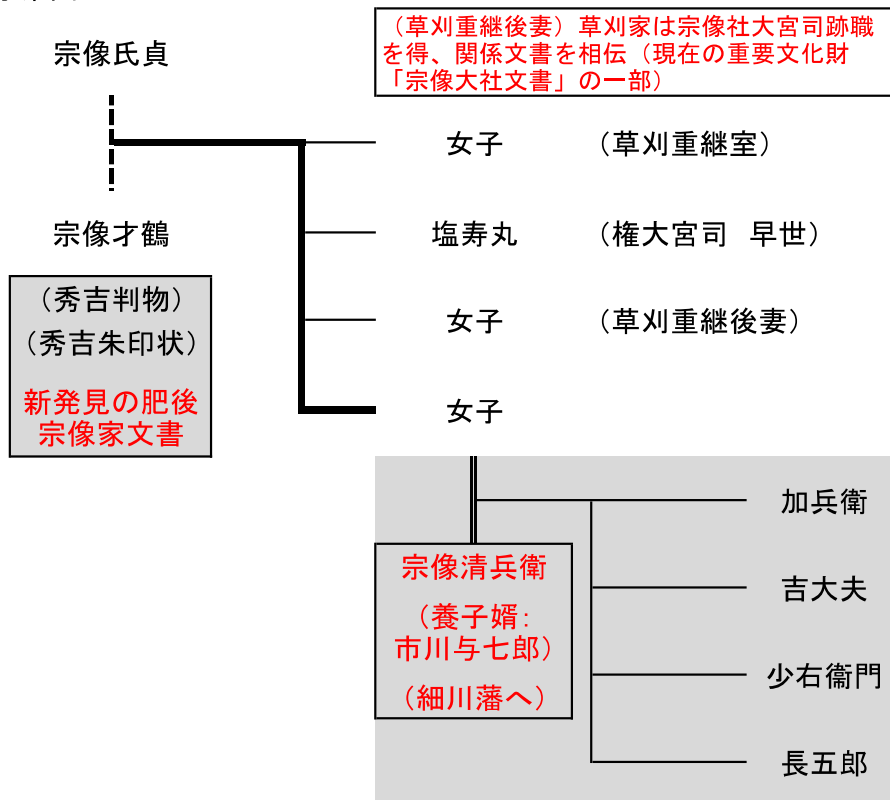 (草刈重継後妻)草刈家は宗像社大宮司跡職
を得、関係文書を相伝(現在の重要文化財
「宗像大社文書」の一部)
宗像氏貞
女子 (草刈重継室)
宗像才鶴
塩寿丸 (権大宮司 早世)
(秀吉判物)
(秀吉朱印状)
新発見の肥後
宗像家文書
女子 (草刈重継後妻)
女子
加兵衛
宗像清兵衛
(養子婿:
市川与七郎)
(細川藩へ)
吉大夫
少右衞門
長五郎